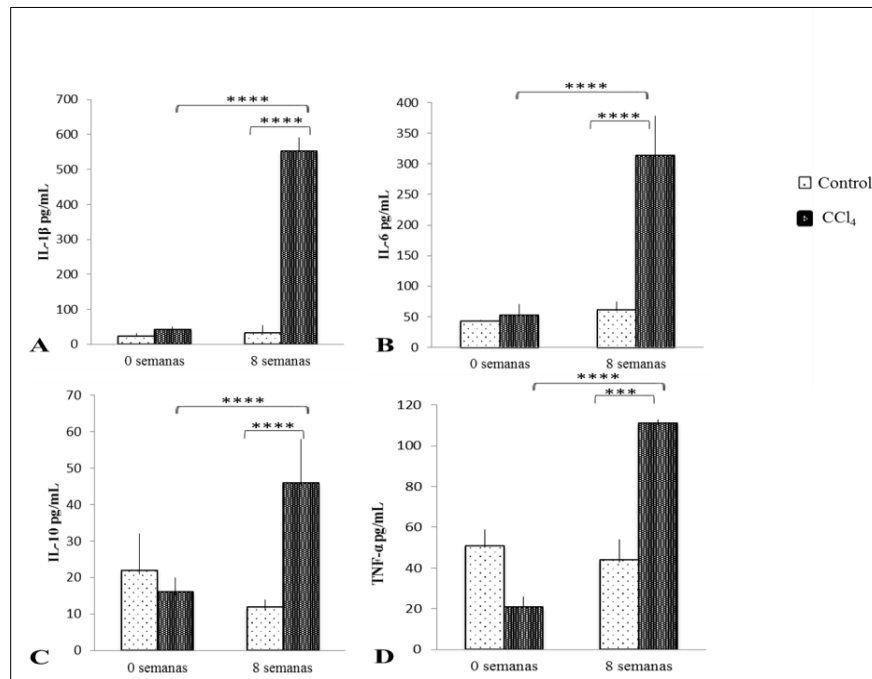 ****
****
700
600
500
400
300
200
100
0
IL-1β pg/mL
A
0 semanas 8 semanas
****
****
400
350
300
250
200
150
100
50
0
IL-6 pg/mL
B
0 semanas 8 semanas
Control
CCl4
****
****
70
60
50
40
30
20
10
0
IL-10 pg/mL
C
0 semanas 8 semanas
****
***
120
100
80
60
40
20
0
TNF-α pg/mL
D
0 semanas 8 semanas